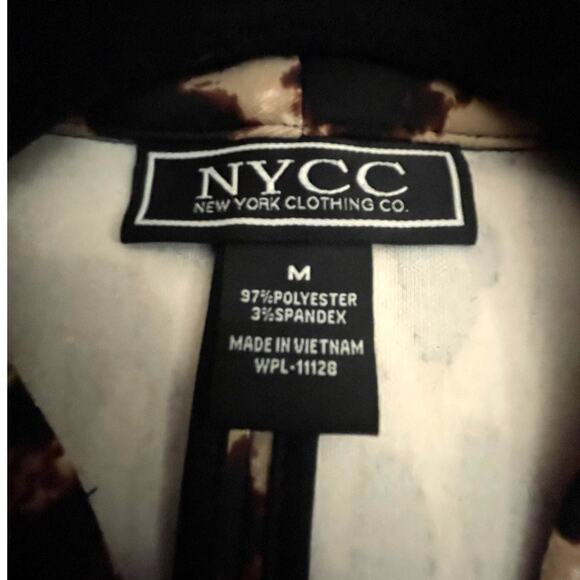 NYCC
NEW YORK CLOTHING CO.
M
97%POLYESTER
3%SPANDEX
MADE IN VIETNAM
WPL-11128